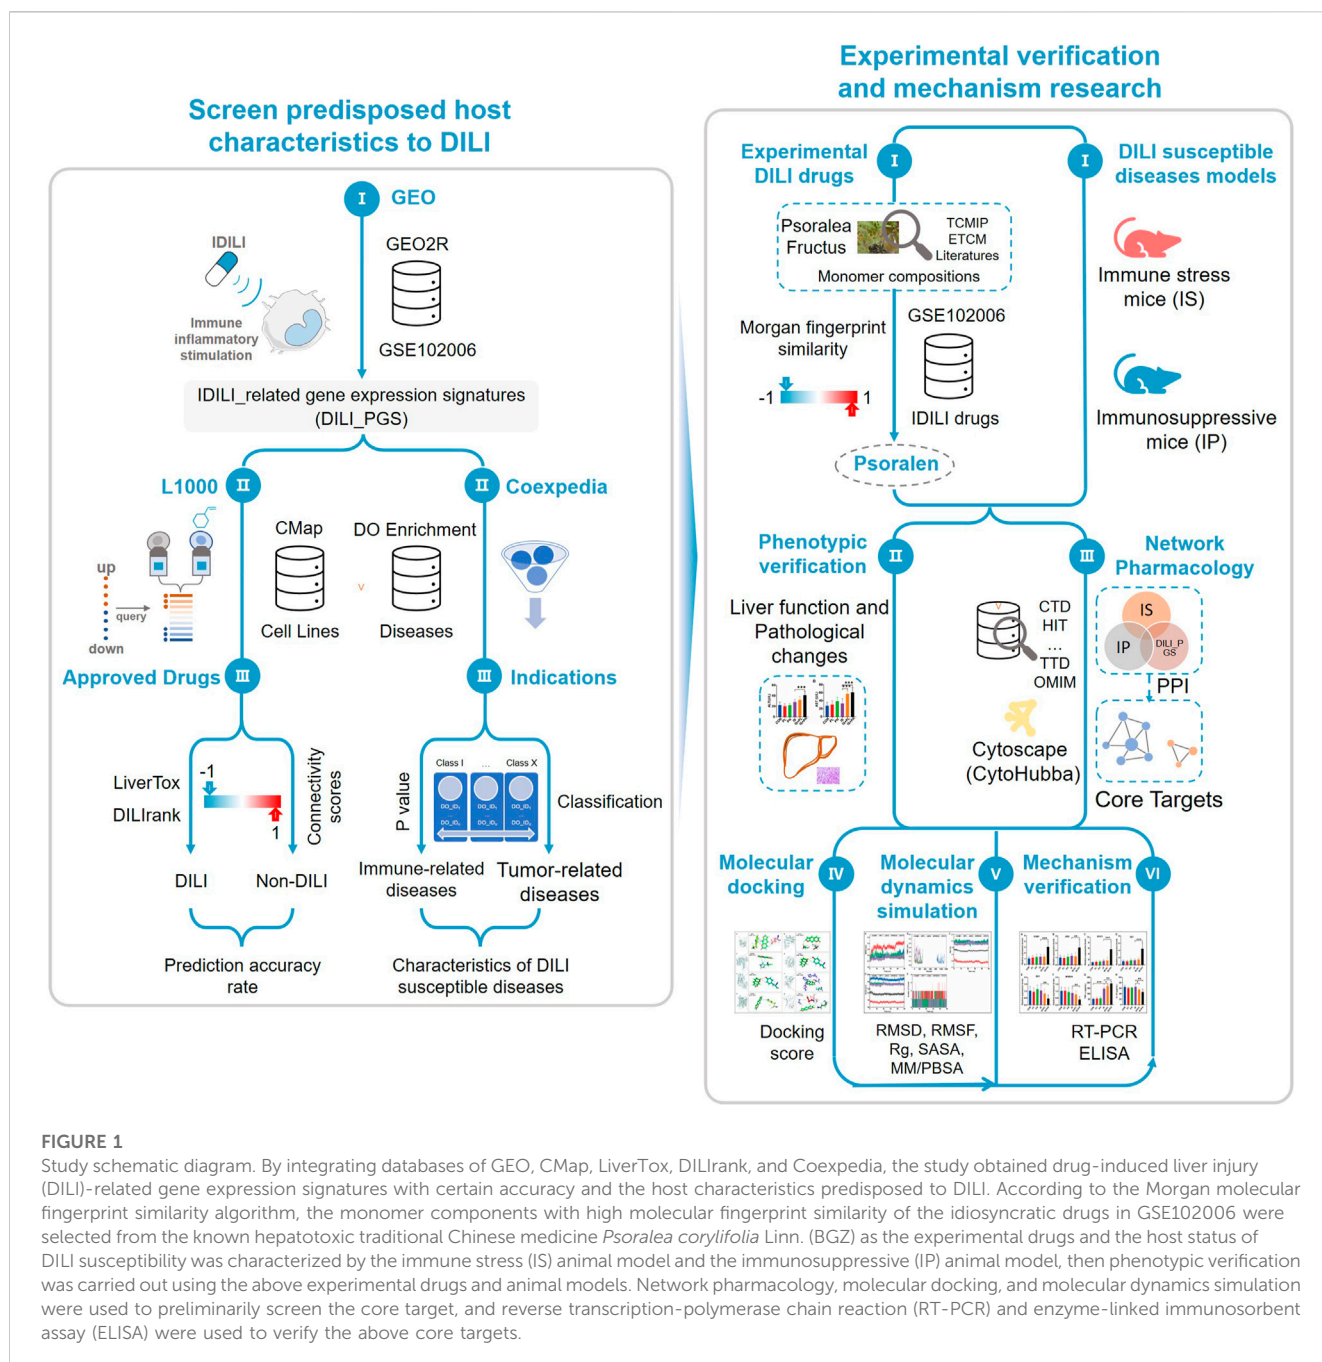 Screen predisposed host
characteristics to DILI
I
GEO
IDILI
GEO2R
Immune
inflammatory
stimulation
GSE102006
IDILI_related gene expression signatures
(DILI_PGS)
L1000
II
II
Coexpedia
CMap
DO Enrichment
up
query
down
v
Cell Lines
Diseases
Approved Drugs
III
III
Indications
LiverTox
DILIrank
-1
1
Connectivity
scores
P value
Class I
...
Class X
Classification
DILI
Non-DILI
Immune-related
diseases
Tumor-related
diseases
Prediction accuracy
rate
Characteristics of DILI
susceptible diseases
Experimental verification
and mechanism research
Experimental
DILI drugs
I
I
DILI susceptible
diseases models
Psoralea
Fructus
TCMIP
ETCM
Literatures
Monomer compositions
Immune stress
mice (IS)
Morgan fingerprint
similarity
-1
1
GSE102006
IDILI drugs
Immunosuppressive
mice (IP)
Psoralen
Phenotypic
verification
II
III
Network
Pharmacology
Liver function and
Pathological
changes
v
CTD
HIT
...
TTD
OMIM
IS
IP
DILI_P
GS
PPI
Cytoscape
(CytoHubba)
Core Targets
Molecular
docking
IV
Molecular
dynamics
simulation
V
Mechanism
verification
VI
Docking
score
RMSD, RMSF,
Rg, SASA,
MM/PBSA
RT-PCR
ELISA
FIGURE 1
Study schematic diagram. By integrating databases of GEO, CMap, LiverTox, DILIrank, and Coexpedia, the study obtained drug-induced liver injury
(DILI)-related gene expression signatures with certain accuracy and the host characteristics predisposed to DILI. According to the Morgan molecular
fingerprint similarity algorithm, the monomer components with high molecular fingerprint similarity of the idiosyncratic drugs in GSE102006 were
selected from the known hepatotoxic traditional Chinese medicine Psoralea corylifolia Linn. (BGZ) as the experimental drugs and the host status of
DILI susceptibility was characterized by the immune stress (IS) animal model and the immunosuppressive (IP) animal model, then phenotypic verification
was carried out using the above experimental drugs and animal models. Network pharmacology, molecular docking, and molecular dynamics simulation
were used to preliminarily screen the core target, and reverse transcription-polymerase chain reaction (RT-PCR) and enzyme-linked immunosorbent
assay (ELISA) were used to verify the above core targets.